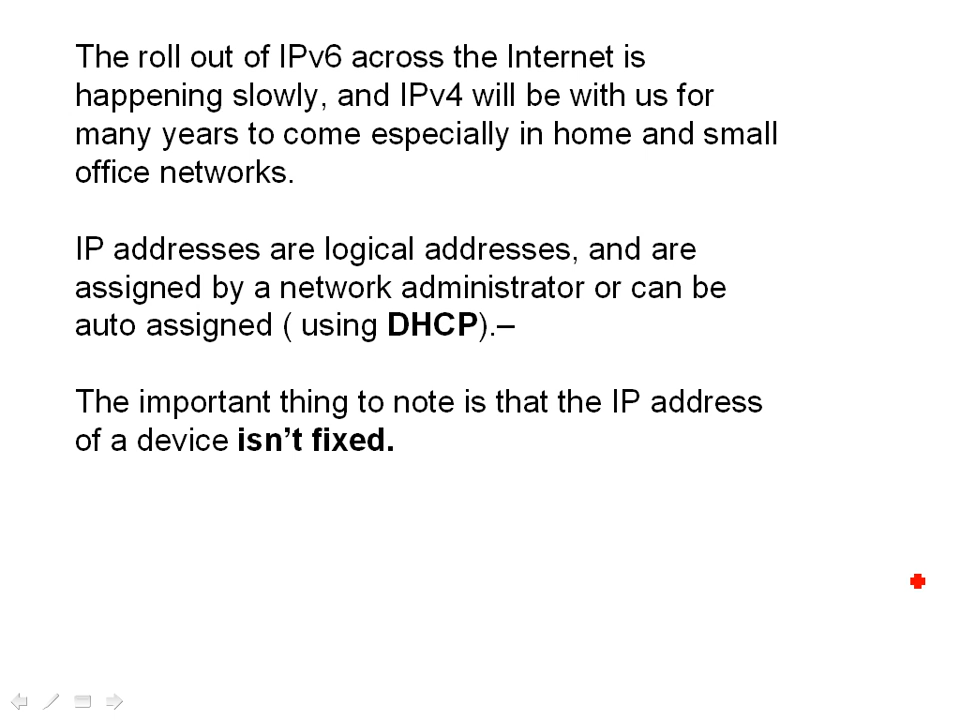 The roll out of IPv6 across the Internet is
happening slowly, and IPv4 will be with us for
many years to come especially in home and small
office networks.
IP addresses are logical addresses, and are
assigned by a network administrator or can be
auto assigned ( using DHCP).–
The important thing to note is that the IP address
of a device isn’t fixed.